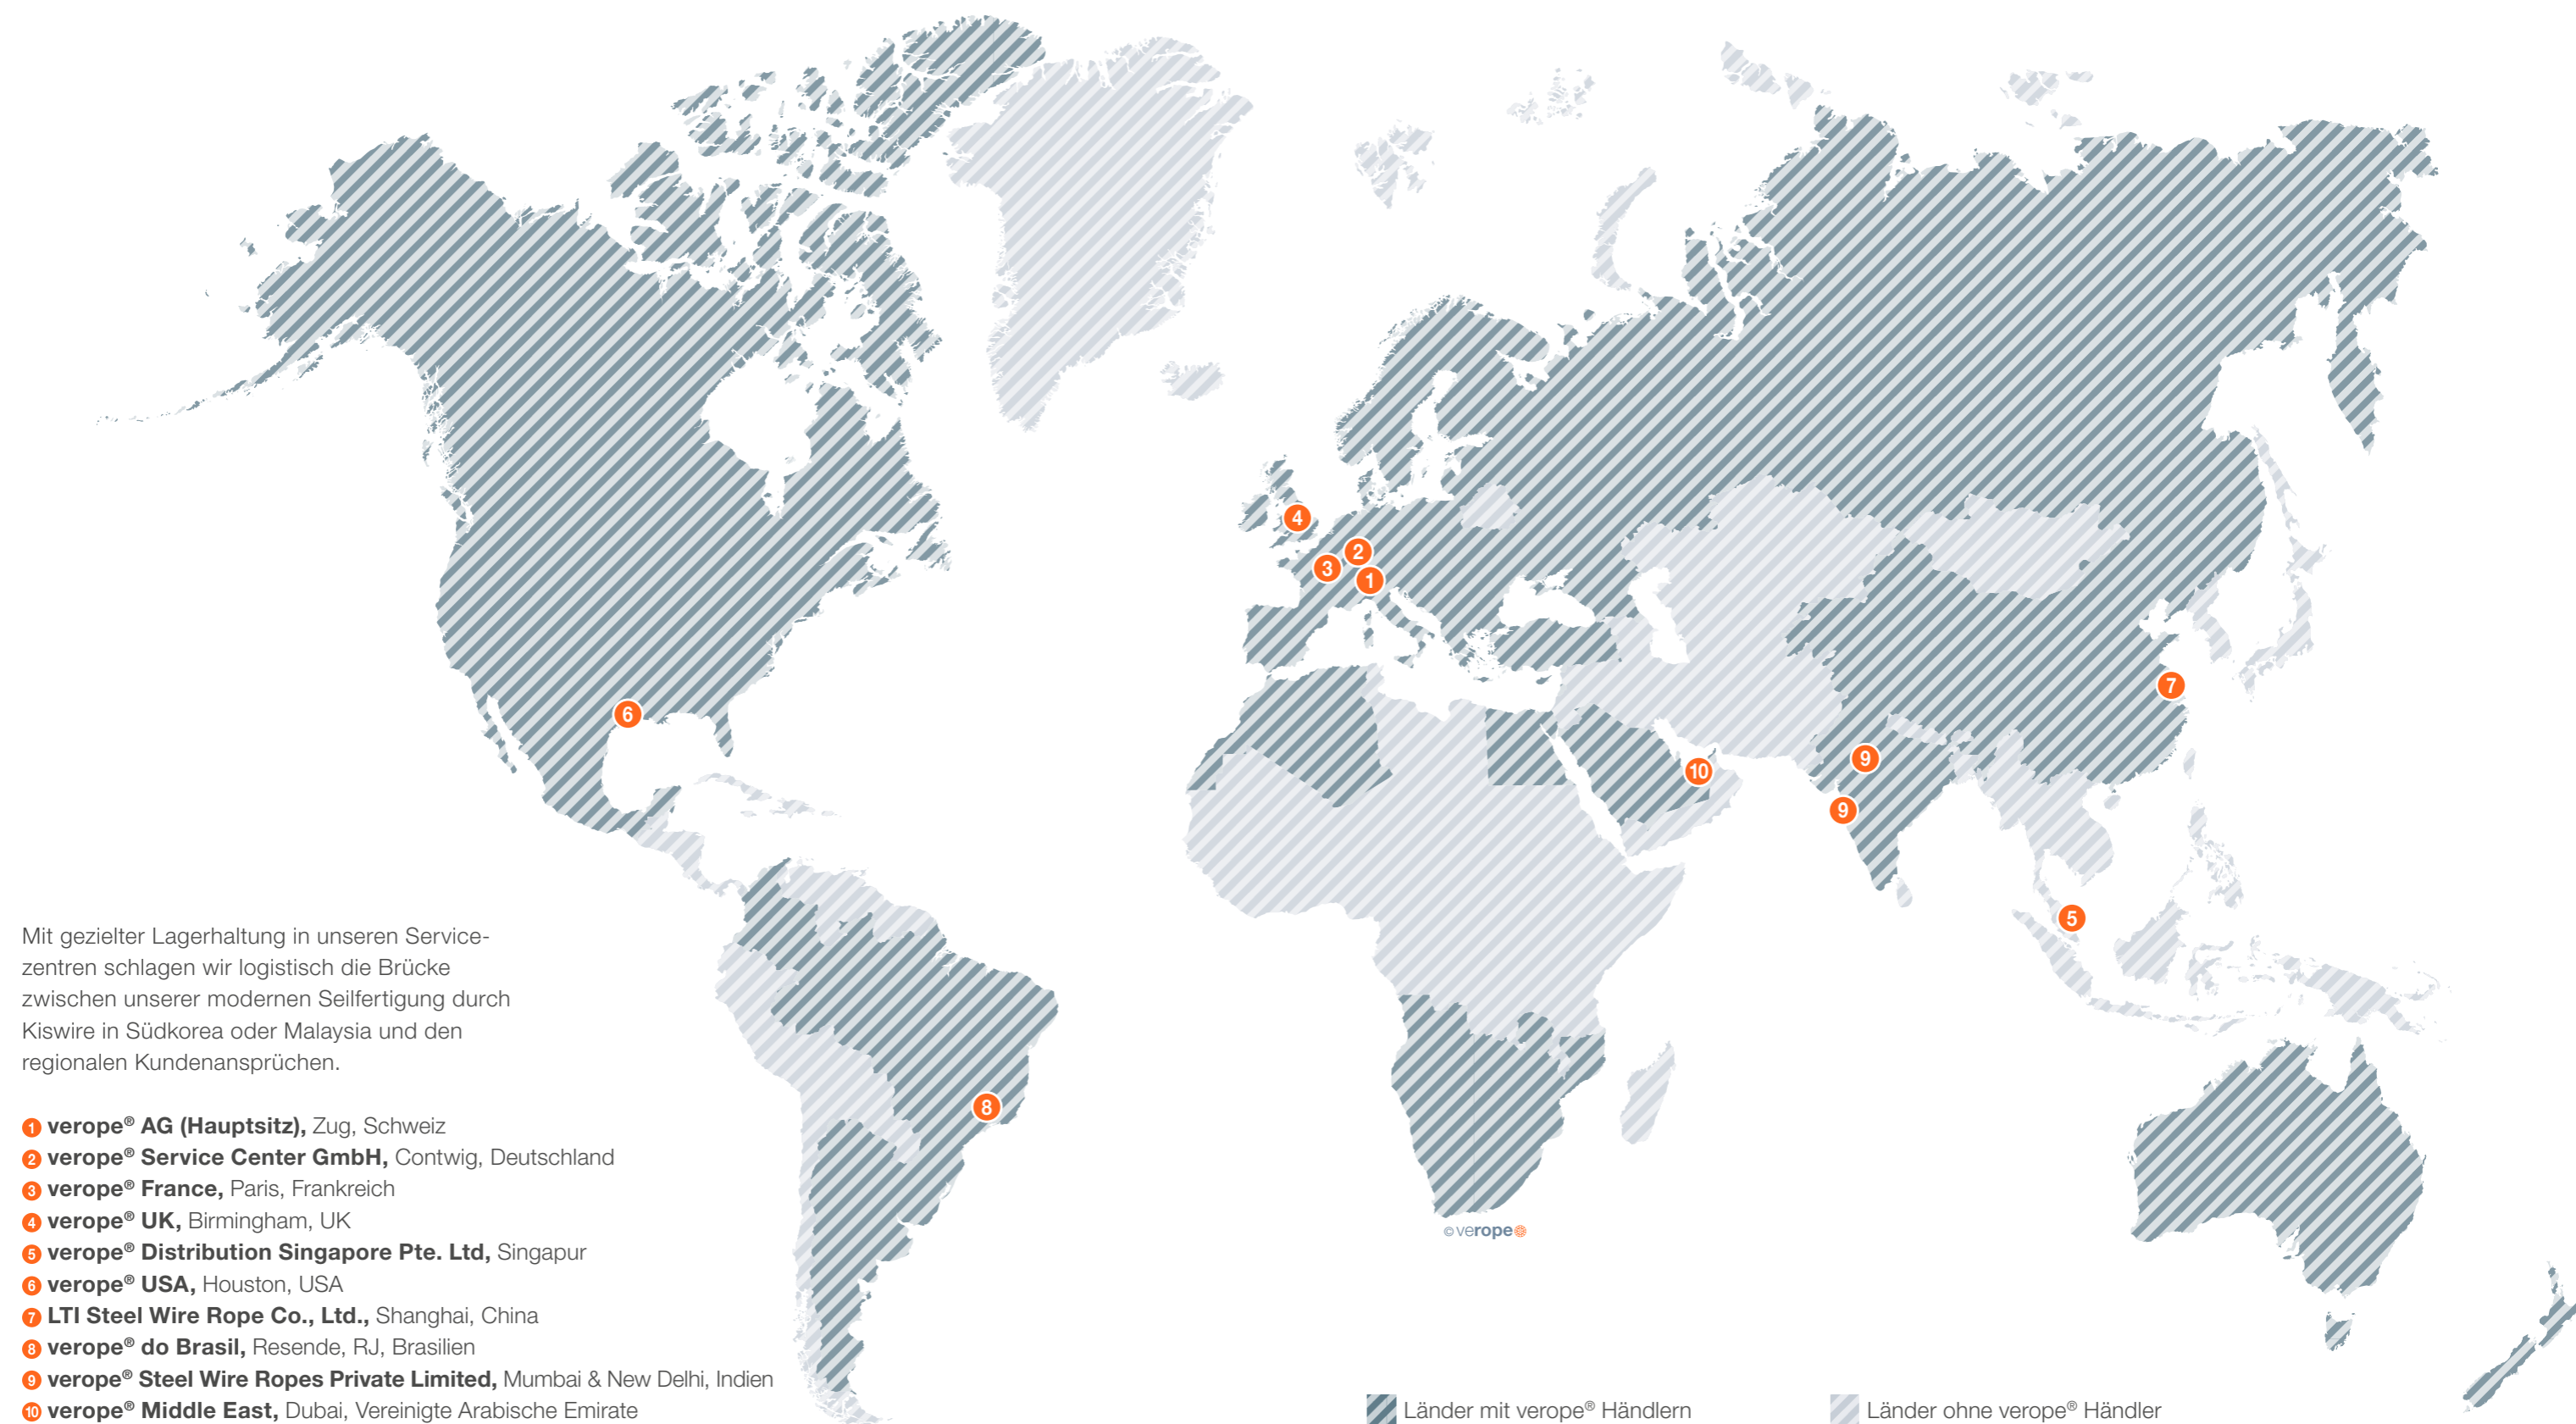 Mit gezielter Lagerhaltung in unseren Service-
zentren schlagen wir logistisch die Brücke
zwischen unserer modernen Seilfertigung durch
Kiswire in Südkorea oder Malaysia und den
regionalen Kundenansprüchen.
1 verope® AG (Hauptsitz), Zug, Schweiz
2 verope® Service Center GmbH, Contwig, Deutschland
3 verope® France, Paris, Frankreich
4 verope® UK, Birmingham, UK
5 verope® Distribution Singapore Pte. Ltd, Singapur
6 verope® USA, Houston, USA
7 LTI Steel Wire Rope Co., Ltd., Shanghai, China
8 verope® do Brasil, Resende, RJ, Brasilien
9 verope® Steel Wire Ropes Private Limited, Mumbai & New Delhi, Indien
10 verope® Middle East, Dubai, Vereinigte Arabische Emirate
4
2
3
1
6
7
9
10
9
5
8
© verope
Länder mit verope® Händlern
Länder ohne verope® Händler